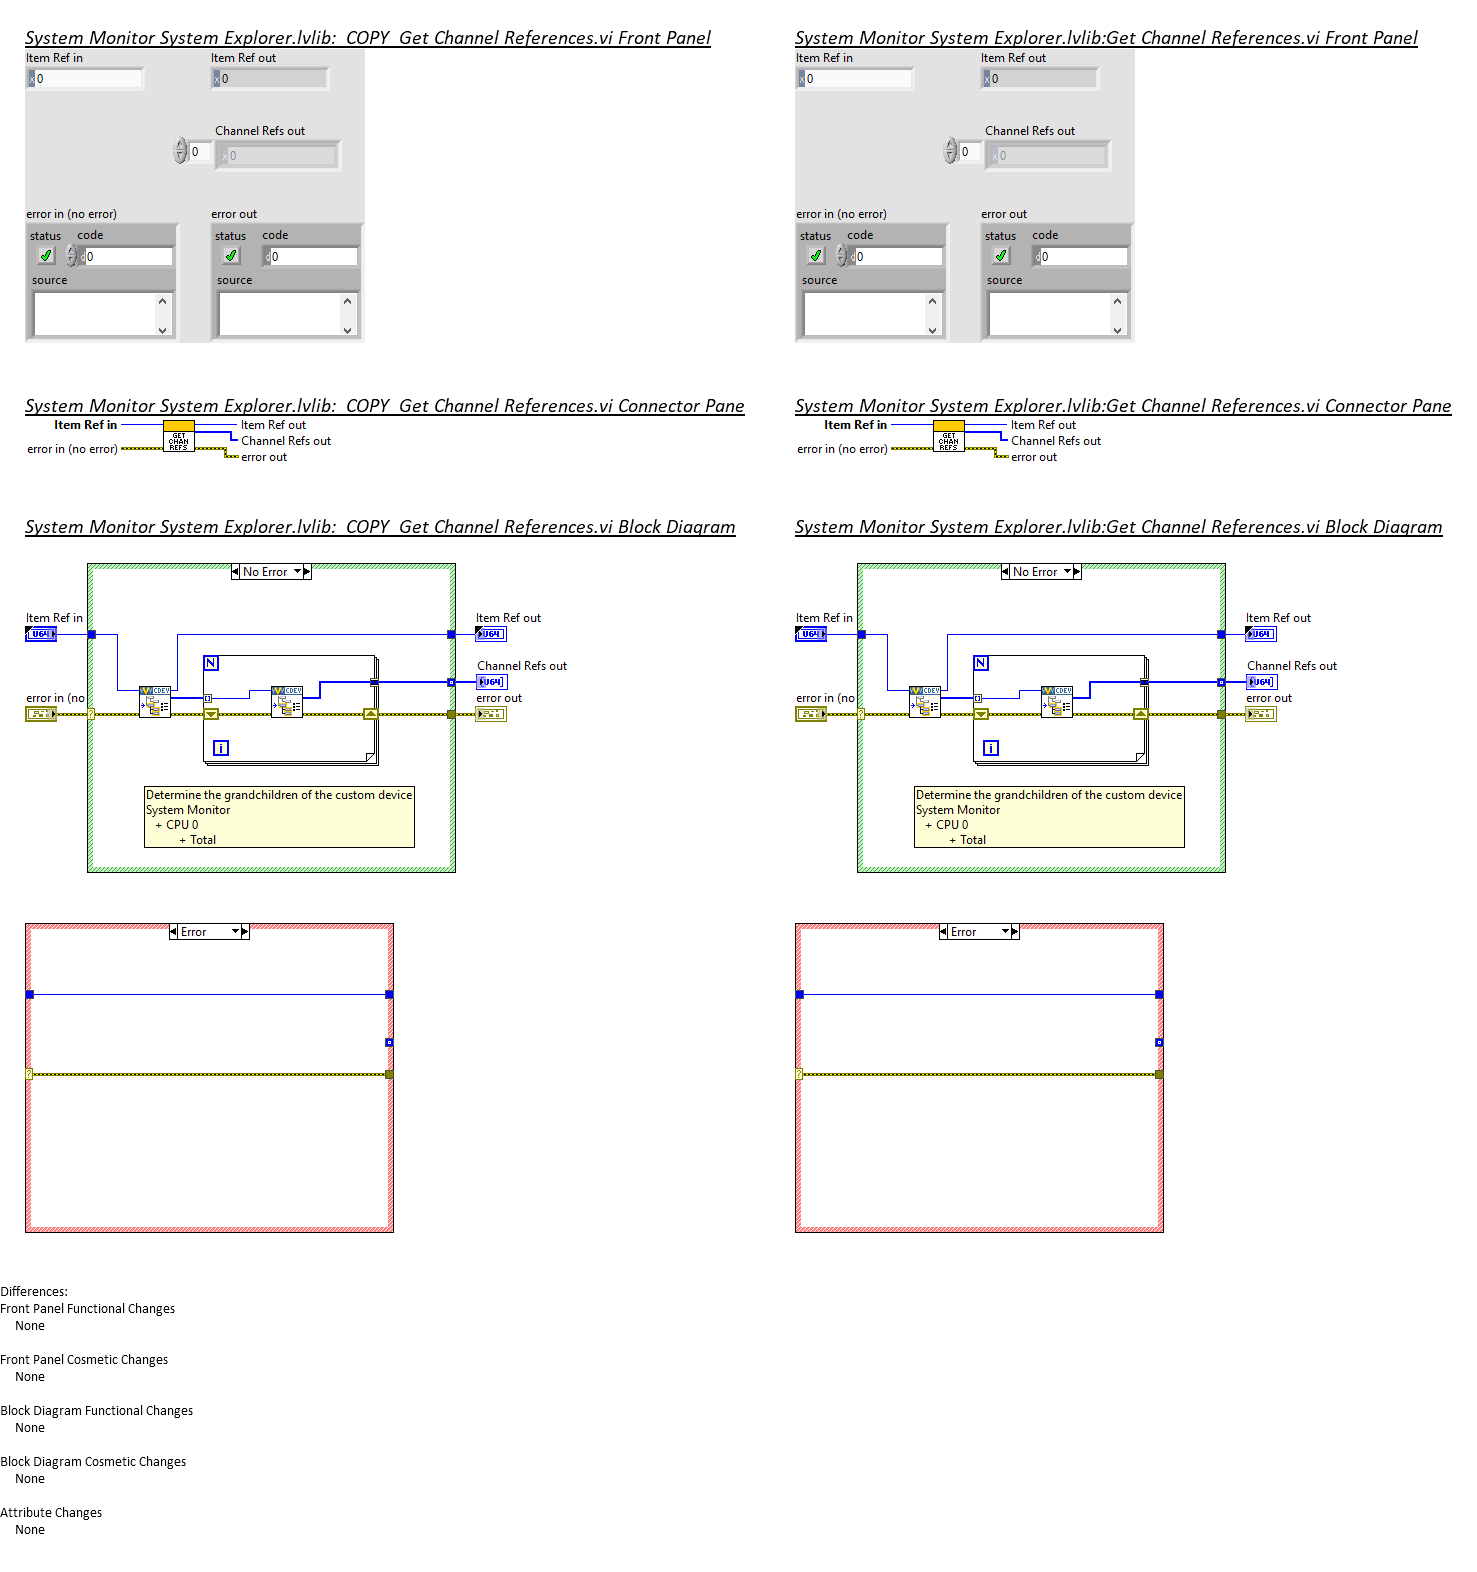 System Monitor System Explorer.lvlib:  COPY  Get Channel References.vi Front Panel
Item Ref in
Item Ref out
x 0
x 0
Channel Refs out
0
x 0
error in (no error)
error out
status
code
status
code
d 0
d 0
source
source
System Monitor System Explorer.lvlib:Get Channel References.vi Front Panel
Item Ref in
Item Ref out
x 0
x 0
Channel Refs out
0
x 0
error in (no error)
error out
status
code
status
code
d 0
d 0
source
source
System Monitor System Explorer.lvlib:  COPY  Get Channel References.vi Connector Pane
Item Ref in
Item Ref out
GET
CHAN
REFS
Channel Refs out
error in (no error)
error out
System Monitor System Explorer.lvlib:Get Channel References.vi Connector Pane
Item Ref in
Item Ref out
GET
CHAN
REFS
Channel Refs out
error in (no error)
error out
System Monitor System Explorer.lvlib:  COPY  Get Channel References.vi Block Diagram
No Error
Item Ref in
Item Ref out
U64
U64
N
Channel Refs out
U64
CDEV
CDEV
error in (no
error out
?
i
Determine the grandchildren of the custom device
System Monitor
+ CPU 0
+ Total
Error
?
System Monitor System Explorer.lvlib:Get Channel References.vi Block Diagram
No Error
Item Ref in
Item Ref out
U64
U64
N
Channel Refs out
U64
CDEV
CDEV
error in (no
error out
?
i
Determine the grandchildren of the custom device
System Monitor
+ CPU 0
+ Total
Error
?
Differences:
Front Panel Functional Changes
None
Front Panel Cosmetic Changes
None
Block Diagram Functional Changes
None
Block Diagram Cosmetic Changes
None
Attribute Changes
None